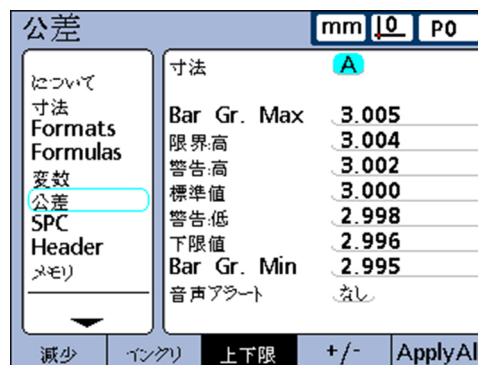 公差 mm 0 P0
について
寸法
Formats
Formulas
変数
公差
SPC
Header
メモリ
寸法 A
Bar Gr. Max 3.005
限界:高 3.004
警告:高 3.002
標準値 3.000
警告:低 2.998
下限値 2.996
Bar Gr. Min 2.995
音声アラート なし
減少 イングリ 上下限 +/- ApplyAl